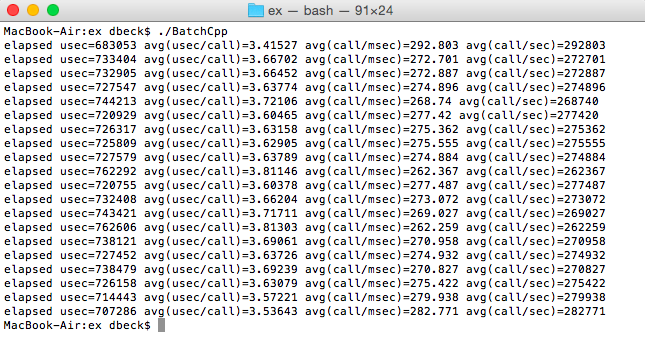 ex — bash — 91×24
MacBook-Air:ex dbeck$ ./BatchCpp
elapsed usec=683053 avg(usec/call)=3.41527 avg(call/msec)=292.803 avg(call/sec)=292803
elapsed usec=733404 avg(usec/call)=3.66702 avg(call/msec)=272.701 avg(call/sec)=272701
elapsed usec=732905 avg(usec/call)=3.66452 avg(call/msec)=272.887 avg(call/sec)=272887
elapsed usec=727547 avg(usec/call)=3.63774 avg(call/msec)=274.896 avg(call/sec)=274896
elapsed usec=744213 avg(usec/call)=3.72106 avg(call/msec)=268.74 avg(call/sec)=268740
elapsed usec=720929 avg(usec/call)=3.60465 avg(call/msec)=277.42 avg(call/sec)=277420
elapsed usec=726317 avg(usec/call)=3.63158 avg(call/msec)=275.362 avg(call/sec)=275362
elapsed usec=725809 avg(usec/call)=3.62905 avg(call/msec)=275.555 avg(call/sec)=275555
elapsed usec=727579 avg(usec/call)=3.63789 avg(call/msec)=274.884 avg(call/sec)=274884
elapsed usec=762292 avg(usec/call)=3.81146 avg(call/msec)=262.367 avg(call/sec)=262367
elapsed usec=720755 avg(usec/call)=3.60378 avg(call/msec)=277.487 avg(call/sec)=277487
elapsed usec=732408 avg(usec/call)=3.66204 avg(call/msec)=273.072 avg(call/sec)=273072
elapsed usec=743421 avg(usec/call)=3.71711 avg(call/msec)=269.027 avg(call/sec)=269027
elapsed usec=762606 avg(usec/call)=3.81303 avg(call/msec)=262.259 avg(call/sec)=262259
elapsed usec=738121 avg(usec/call)=3.69061 avg(call/msec)=270.958 avg(call/sec)=270958
elapsed usec=727452 avg(usec/call)=3.63726 avg(call/msec)=274.932 avg(call/sec)=274932
elapsed usec=738479 avg(usec/call)=3.69239 avg(call/msec)=270.827 avg(call/sec)=270827
elapsed usec=726158 avg(usec/call)=3.63079 avg(call/msec)=275.422 avg(call/sec)=275422
elapsed usec=714443 avg(usec/call)=3.57221 avg(call/msec)=279.938 avg(call/sec)=279938
elapsed usec=707286 avg(usec/call)=3.53643 avg(call/msec)=282.771 avg(call/sec)=282771
MacBook-Air:ex dbeck$